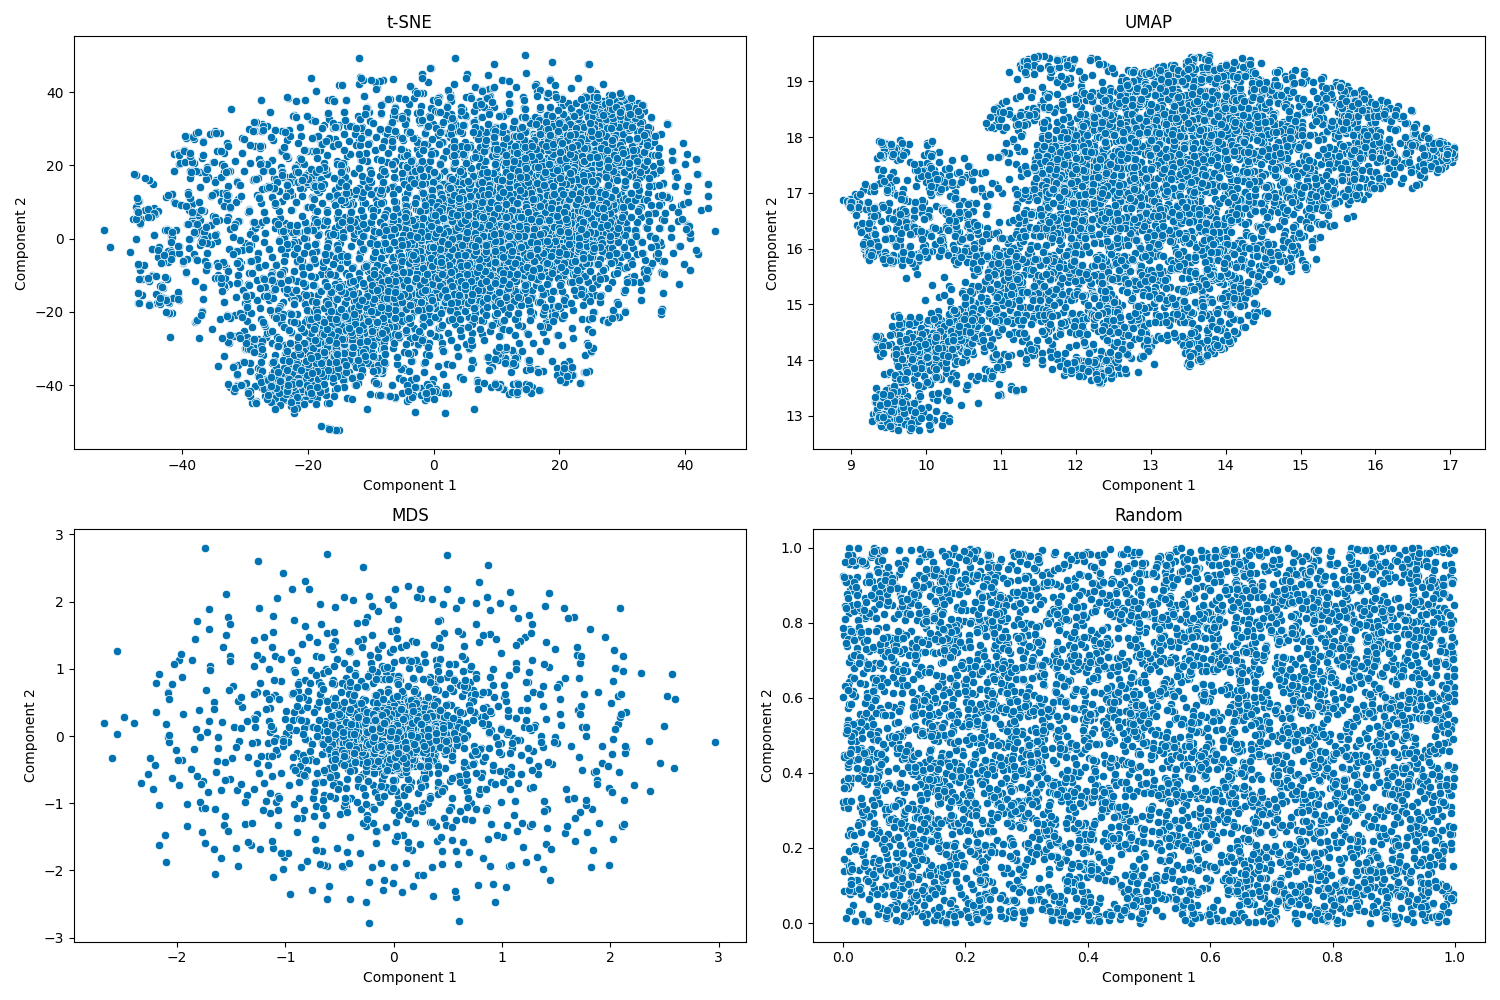 t-SNE
Component 2
40
20
0
−20
−40
−40 −20 0 20 40
Component 1
UMAP
Component 2
19
18
17
16
15
14
13
9 10 11 12 13 14 15 16 17
Component 1
MDS
Component 2
3
2
1
0
−1
−2
−3
−2 −1 0 1 2 3
Component 1
Random
Component 2
1.0
0.8
0.6
0.4
0.2
0.0
0.0 0.2 0.4 0.6 0.8 1.0
Component 1